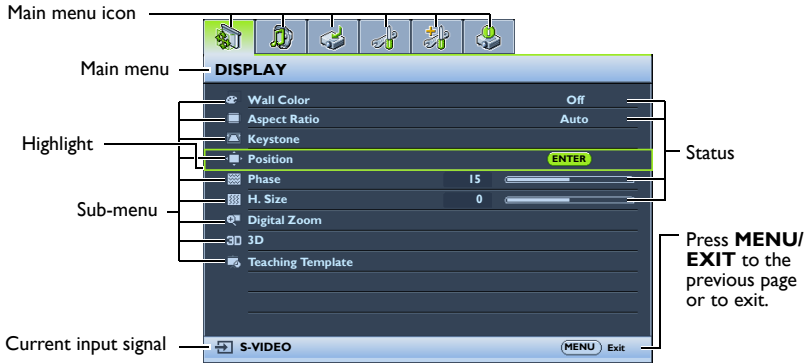 Main menu icon
Main menu
DISPLAY
Wall Color Off
Aspect Ratio Auto
Keystone
Highlight
Position ENTER
Status
Phase 15
H. Size 0
Sub-menu
Digital Zoom
3D 3D
Teaching Template
Press MENU/
EXIT to the
previous page
or to exit.
Current input signal
S-VIDEO
MENU Exit